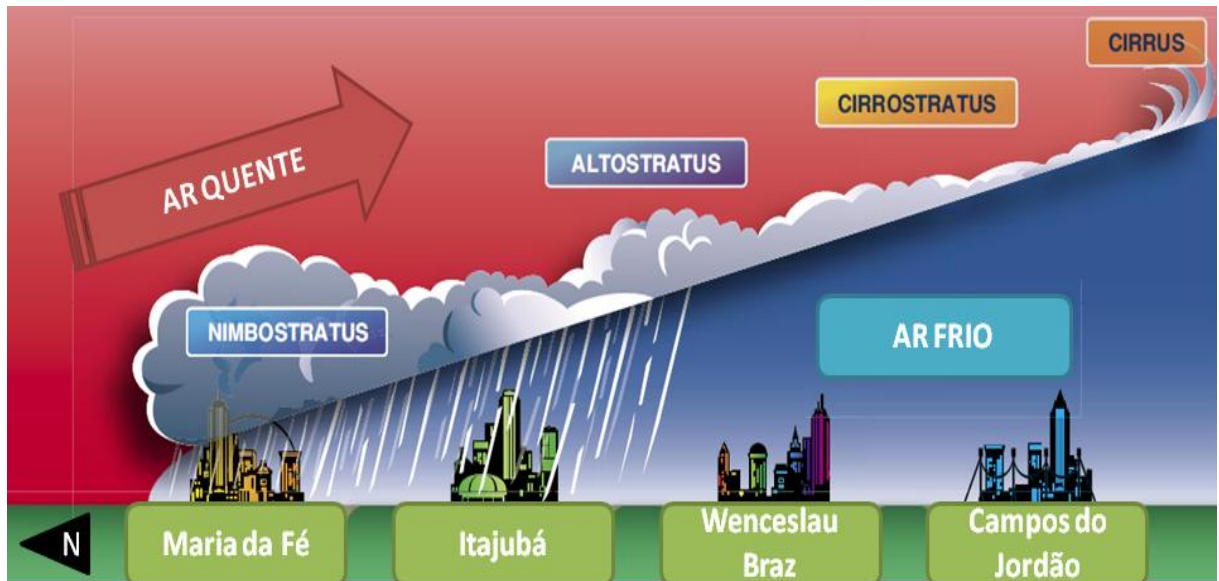 CIRRUS
CIRROSTRATUS
ALTOSTRATUS
AR QUENTE
NIMBOSTRATUS
AR FRIO
N
Maria da Fé
Itajubá
Wenceslau
Braz
Campos do
Jordão